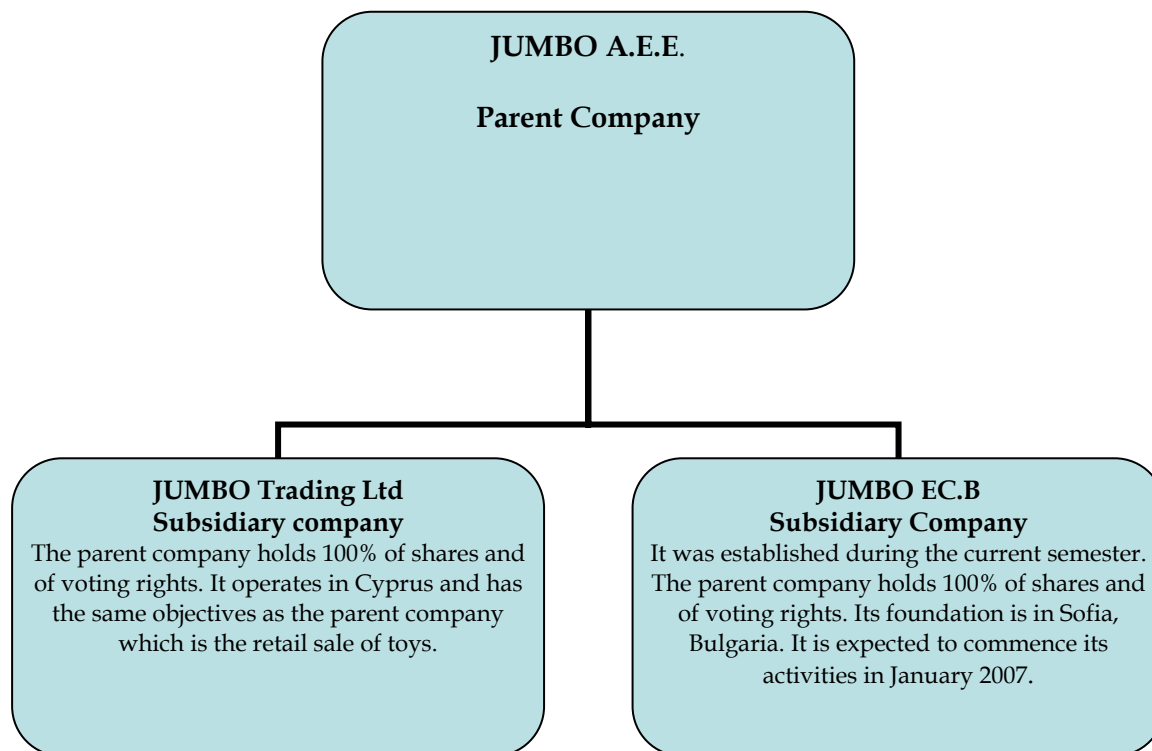 JUMBO A.E.E.
Parent Company
JUMBO Trading Ltd
Subsidiary company
The parent company holds 100% of shares and
of voting rights. It operates in Cyprus and has
the same objectives as the parent company
which is the retail sale of toys.
JUMBO EC.B
Subsidiary Company
It was established during the current semester.
The parent company holds 100% of shares and
of voting rights. Its foundation is in Sofia,
Bulgaria. It is expected to commence its
activities in January 2007.